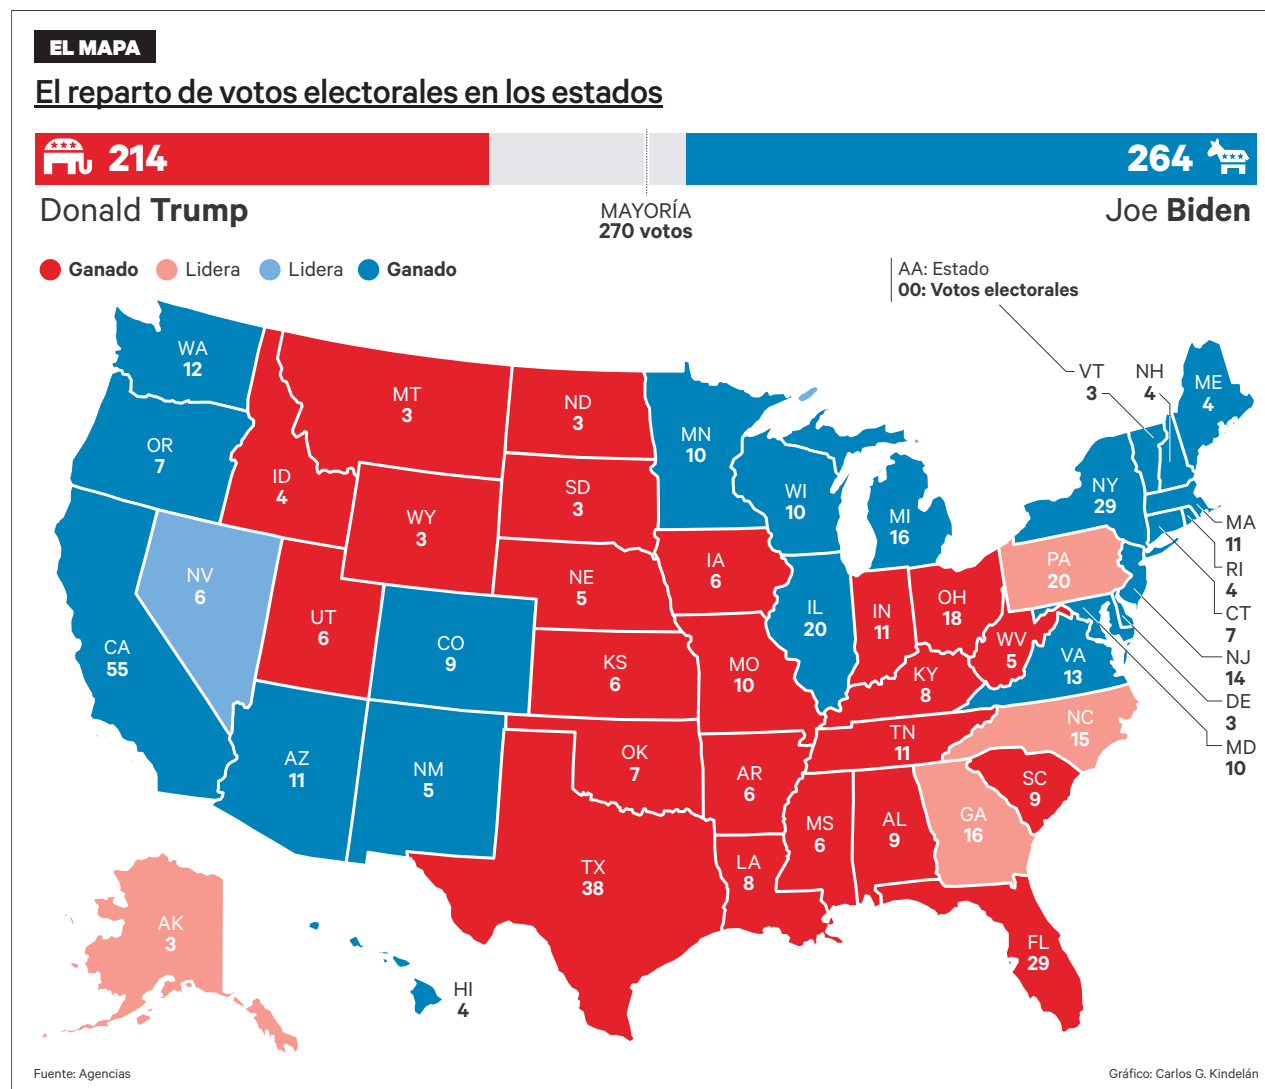 EL MAPA
El reparto de votos electorales en los estados
214
264
Donald Trump
MAYORÍA
270 votos
Joe Biden
Ganado
Lidera
Lidera
Ganado
AA: Estado
00: Votos electorales
WA
12
OR
7
CA
55
NV
6
ID
4
MT
3
WY
3
UT
6
AZ
11
CO
9
NM
5
ND
3
SD
3
NE
5
KS
6
OK
7
TX
38
MN
10
IA
6
MO
10
AR
6
LA
8
WI
10
IL
20
MI
16
IN
11
OH
18
KY
8
TN
11
MS
6
AL
9
GA
16
FL
29
SC
9
NC
15
VA
13
WV
5
PA
20
NY
29
VT
3
NH
4
ME
4
MA
11
RI
4
CT
7
NJ
14
DE
3
MD
10
AK
3
HI
4
Fuente: Agencias
Gráfico: Carlos G. Kindelán